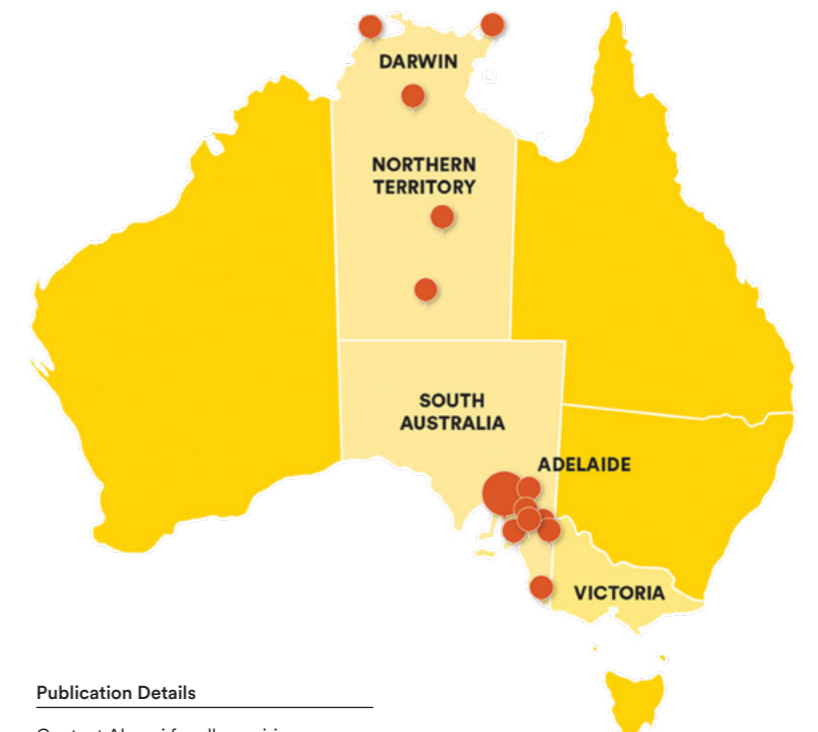 DARWIN
NORTHERN
TERRITORY
SOUTH
AUSTRALIA
ADELAIDE
VICTORIA
Publication Details